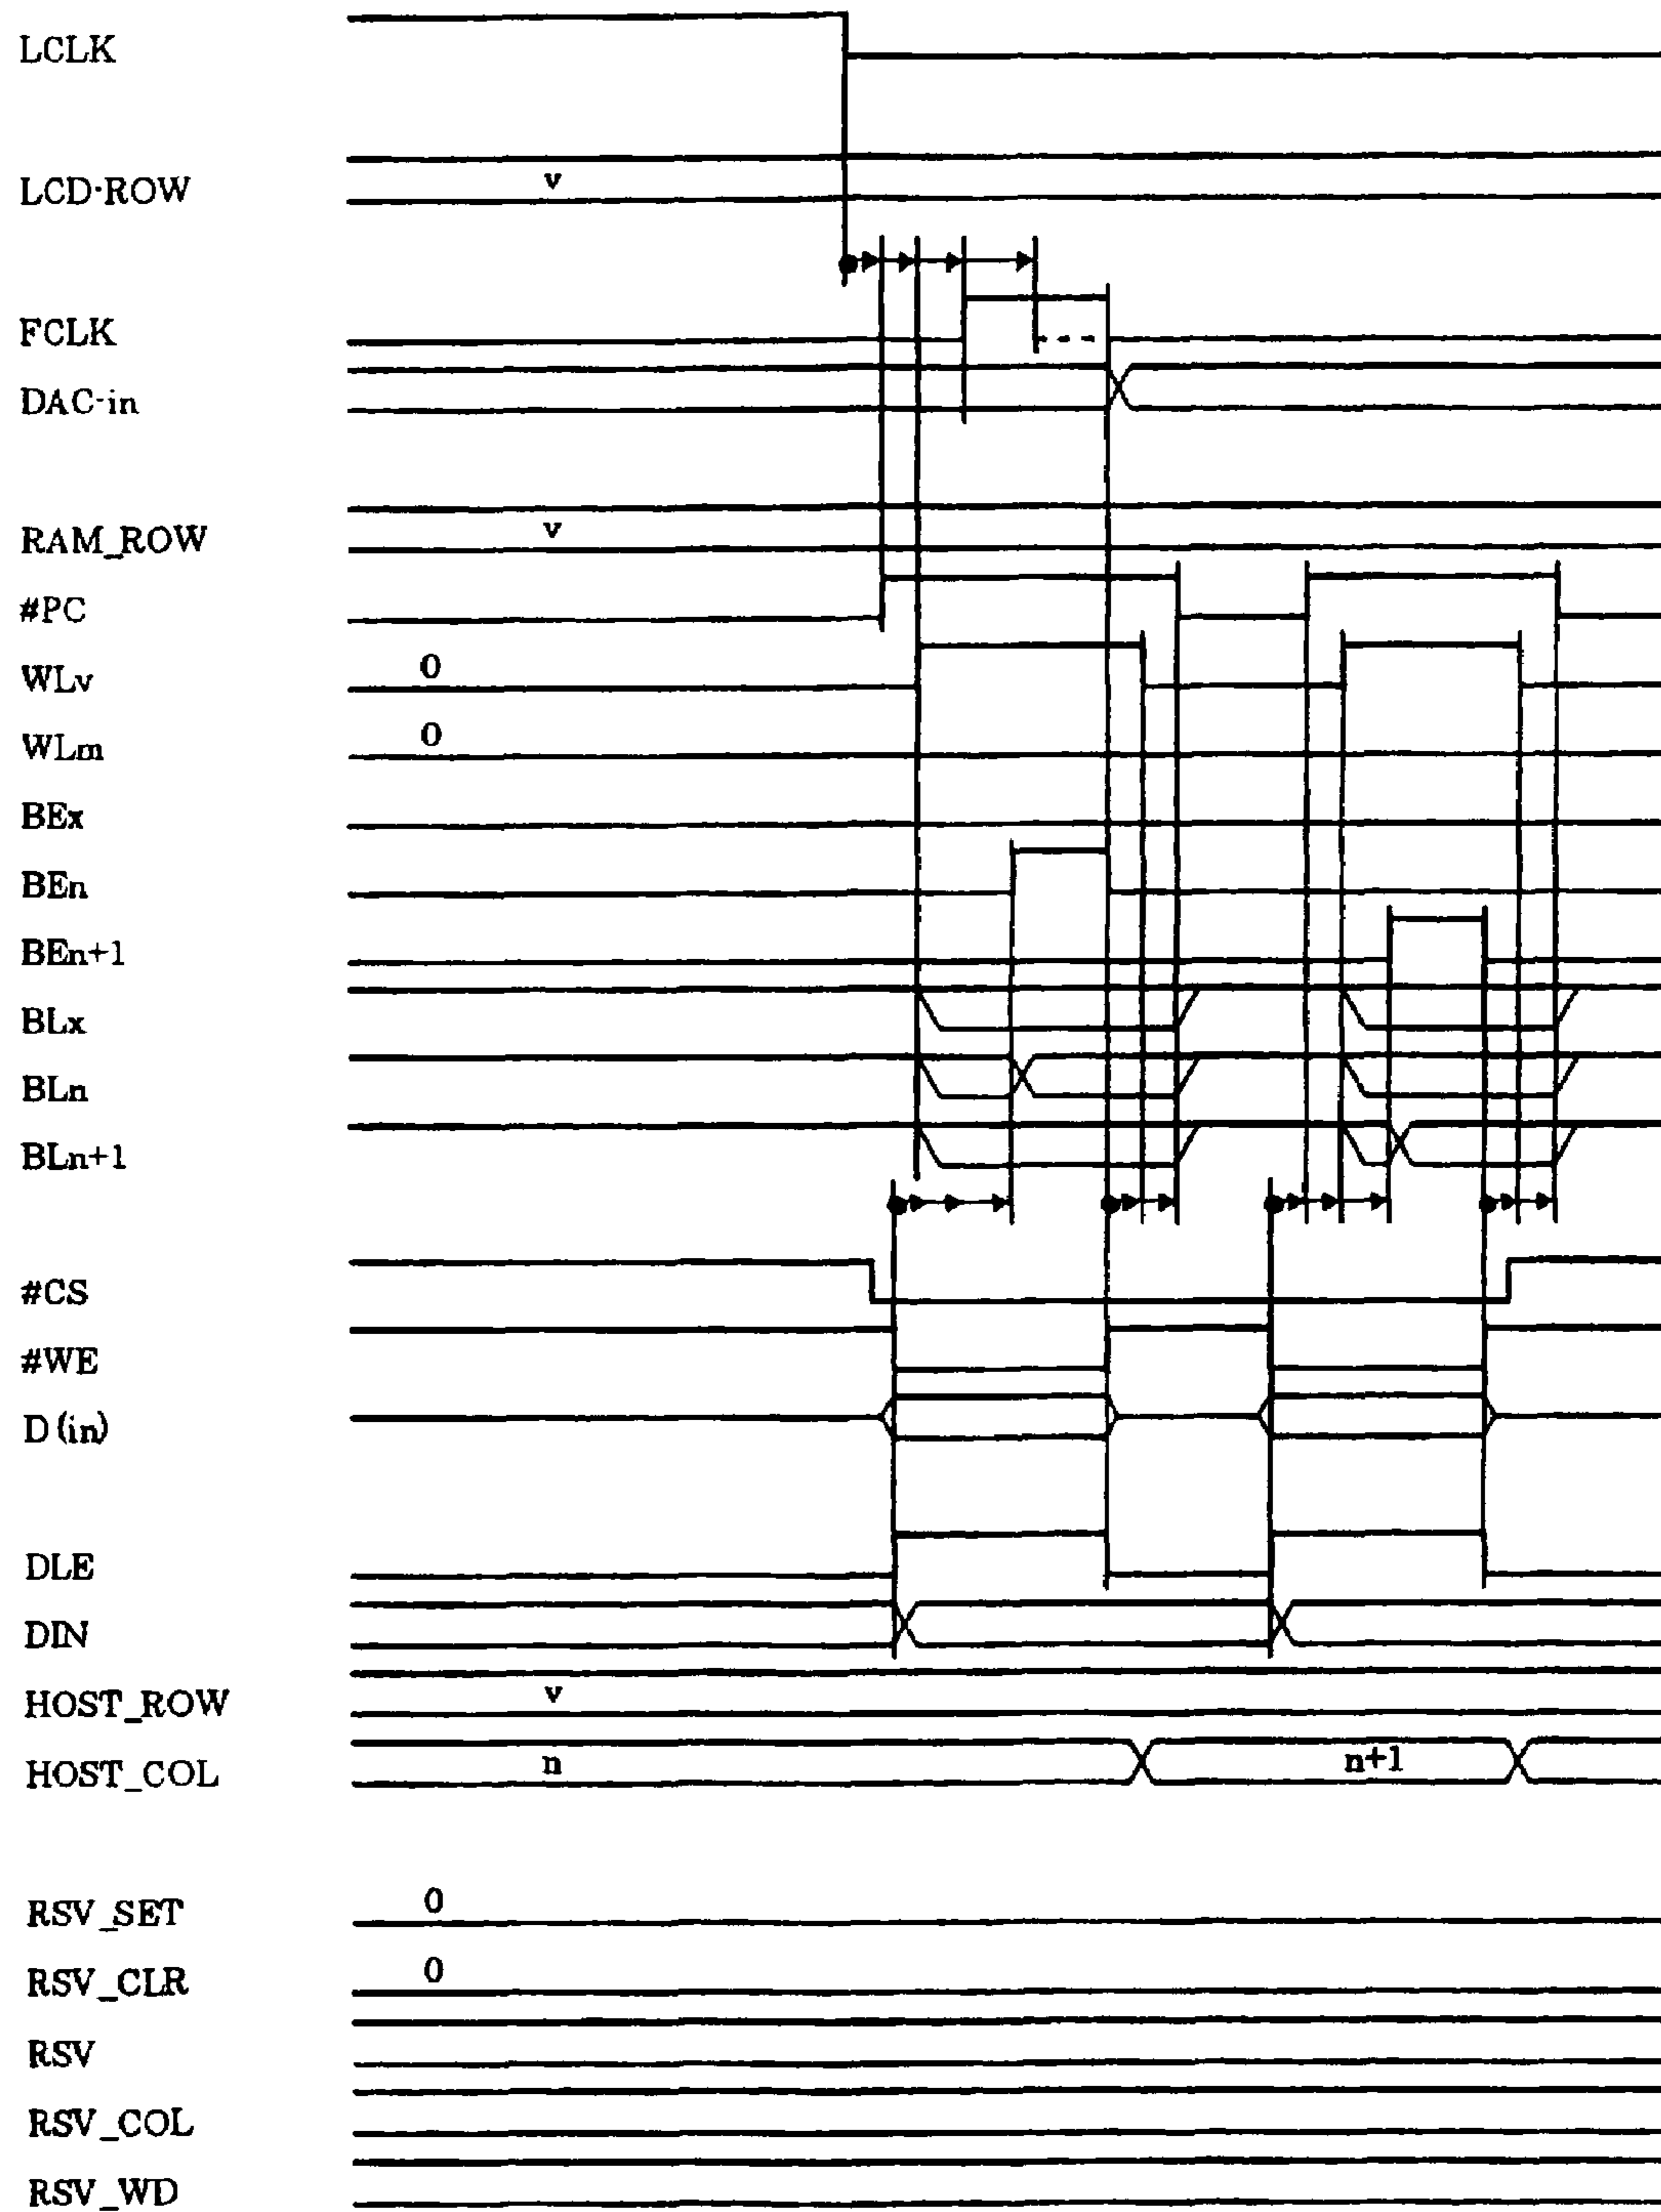 LCLK
LCD·ROW v
FCLK
DAC·in
RAM_ROW v
#PC
WLv 0
WLm 0
BEx
BEn
BEn+1
BLx
BLn
BLn+1
#CS
#WE
D (in)
DLE
DIN
HOST_ROW v
HOST_COL n n+1
RSV_SET 0
RSV_CLR 0
RSV
RSV_COL
RSV_WD